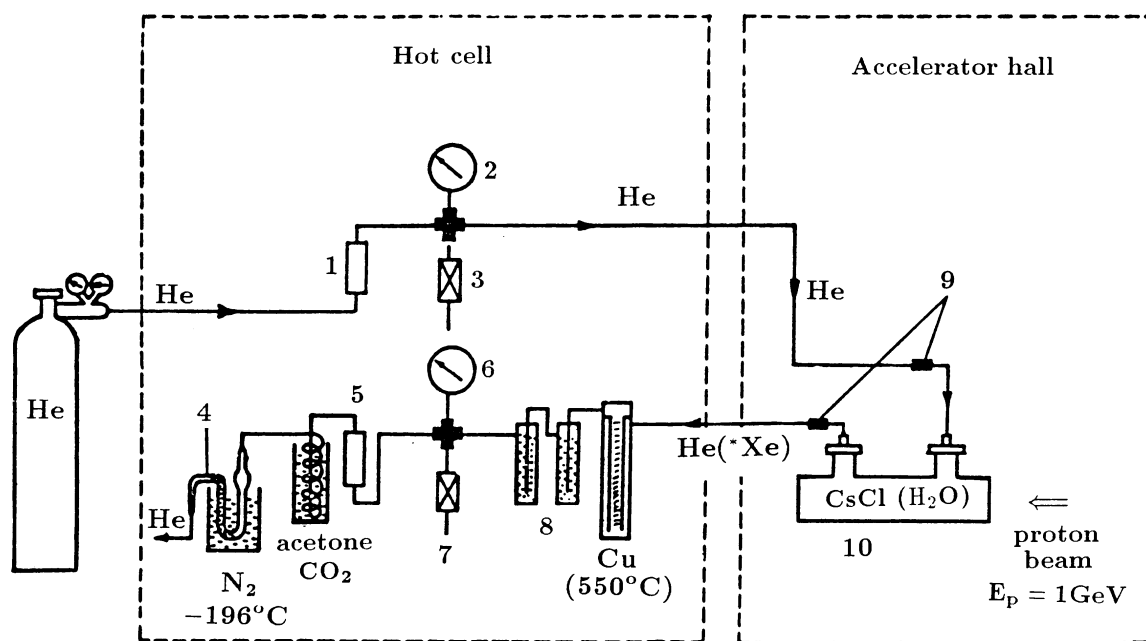 Hot cell
Accelerator hall
2
He
1
3
He
He
9
6
He
4
5
He(*Xe)
CsCl (H₂O)
He
8
7
10
acetone
CO₂
Cu
(550°C)
N₂
−196°C
⇐
proton
beam
Eₚ = 1GeV